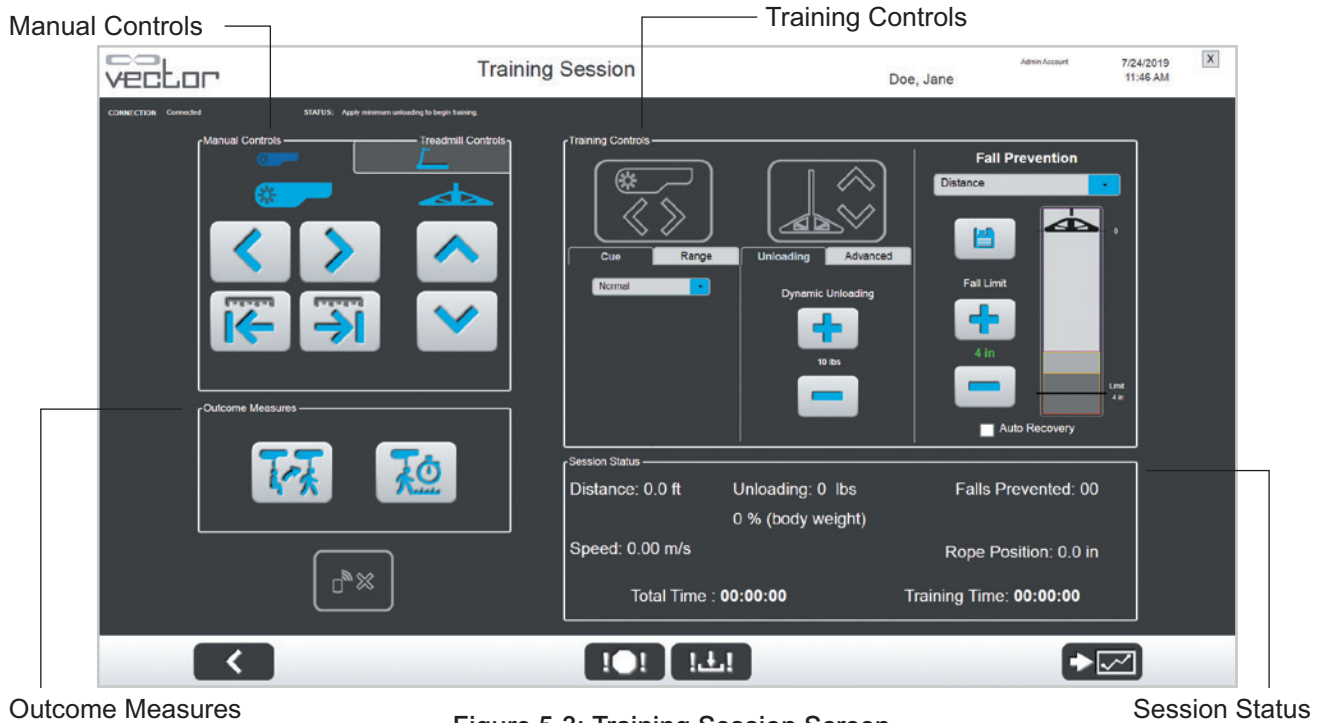 Training Controls
Manual Controls
vector
Training Session
Doe, Jane
Admin Account
7/24/2019
11:46 AM
X
CONNECTION Connected
STATUS: Apply minimum unloading to begin training.
Manual Controls
Treadmill Controls
Training Controls
Fall Prevention
Distance
0
Cue
Range
Unloading
Advanced
Normal
Dynamic Unloading
10 lbs
Fall Limit
4 in
Limit
4 in
Auto Recovery
Outcome Measures
Session Status
Distance: 0.0 ft
Unloading: 0 lbs
Falls Prevented: 00
0 % (body weight)
Speed: 0.00 m/s
Rope Position: 0.0 in
Total Time : 00:00:00
Training Time: 00:00:00
! !
! !
Outcome Measures
Session Status
Figure 5-3: Training Session Screen